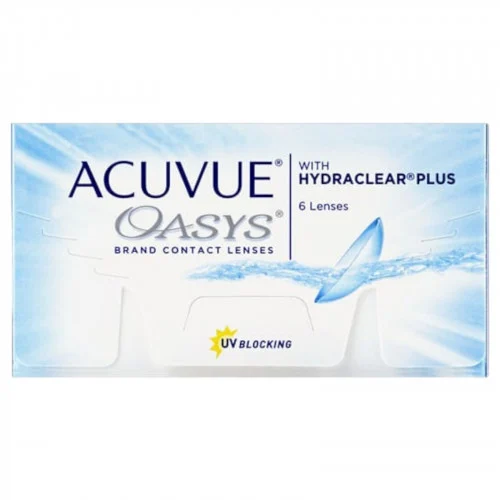 ACUVUE®
OASYS®
BRAND CONTACT LENSES
WITH
HYDRACLEAR® PLUS
6 Lenses
UV BLOCKING